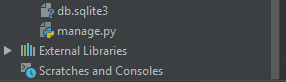 db.sqlite3
manage.py
External Libraries
Scratches and Consoles